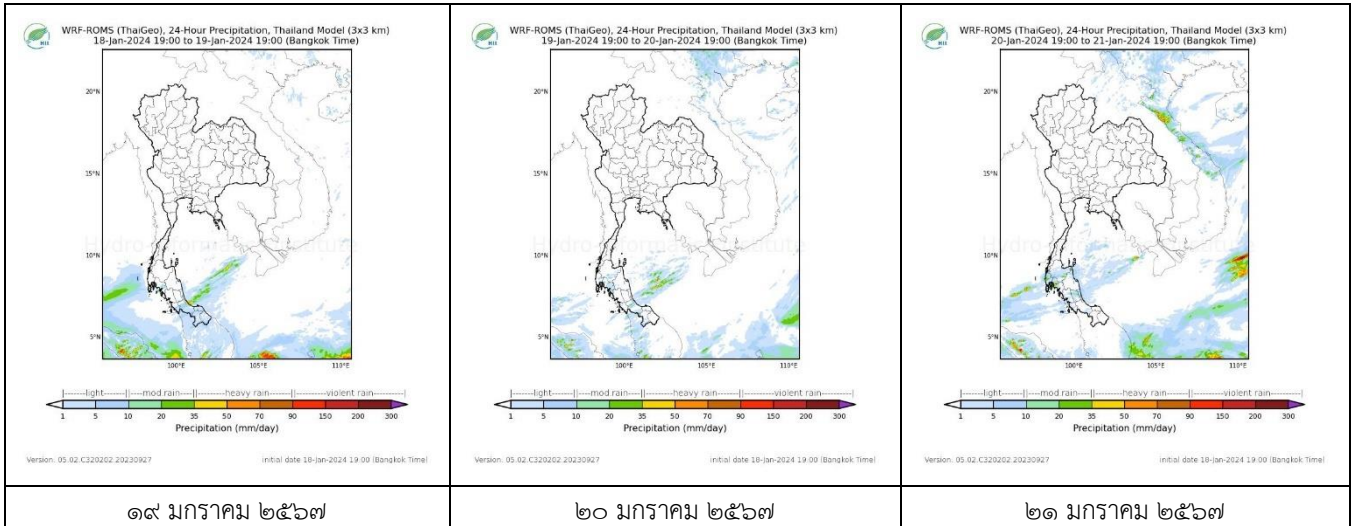 WRF-ROMS (ThaiGeo), 24-Hour Precipitation, Thailand Model (3x3 km)
18-Jan-2024 19:00 to 19-Jan-2024 19:00 (Bangkok Time)
20°N
15°N
10°N
5°N
100°E 105°E 110°E
light mod rain heavy rain violent rain
1 5 10 20 35 50 70 90 150 200 300
Precipitation (mm/day)
Version: 05.02.C320202.20230927 initial date 18-Jan-2024 19:00 (Bangkok Time)
๑๙ มกราคม ๒๕๖๗
WRF-ROMS (ThaiGeo), 24-Hour Precipitation, Thailand Model (3x3 km)
19-Jan-2024 19:00 to 20-Jan-2024 19:00 (Bangkok Time)
20°N
15°N
10°N
5°N
100°E 105°E 110°E
light mod rain heavy rain violent rain
1 5 10 20 35 50 70 90 150 200 300
Precipitation (mm/day)
Version: 05.02.C320202.20230927 initial date 18-Jan-2024 19:00 (Bangkok Time)
๒๐ มกราคม ๒๕๖๗
WRF-ROMS (ThaiGeo), 24-Hour Precipitation, Thailand Model (3x3 km)
20-Jan-2024 19:00 to 21-Jan-2024 19:00 (Bangkok Time)
20°N
15°N
10°N
5°N
100°E 105°E 110°E
light mod rain heavy rain violent rain
1 5 10 20 35 50 70 90 150 200 300
Precipitation (mm/day)
Version: 05.02.C320202.20230927 initial date 18-Jan-2024 19:00 (Bangkok Time)
๒๑ มกราคม ๒๕๖๗